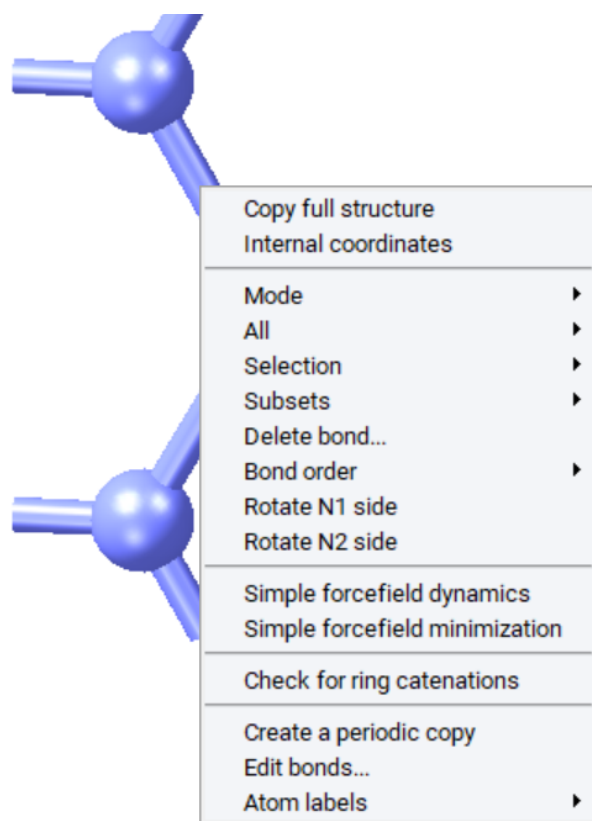 Copy full structure
Internal coordinates
Mode
All
Selection
Subsets
Delete bond...
Bond order
Rotate N1 side
Rotate N2 side
Simple forcefield dynamics
Simple forcefield minimization
Check for ring catenations
Create a periodic copy
Edit bonds...
Atom labels